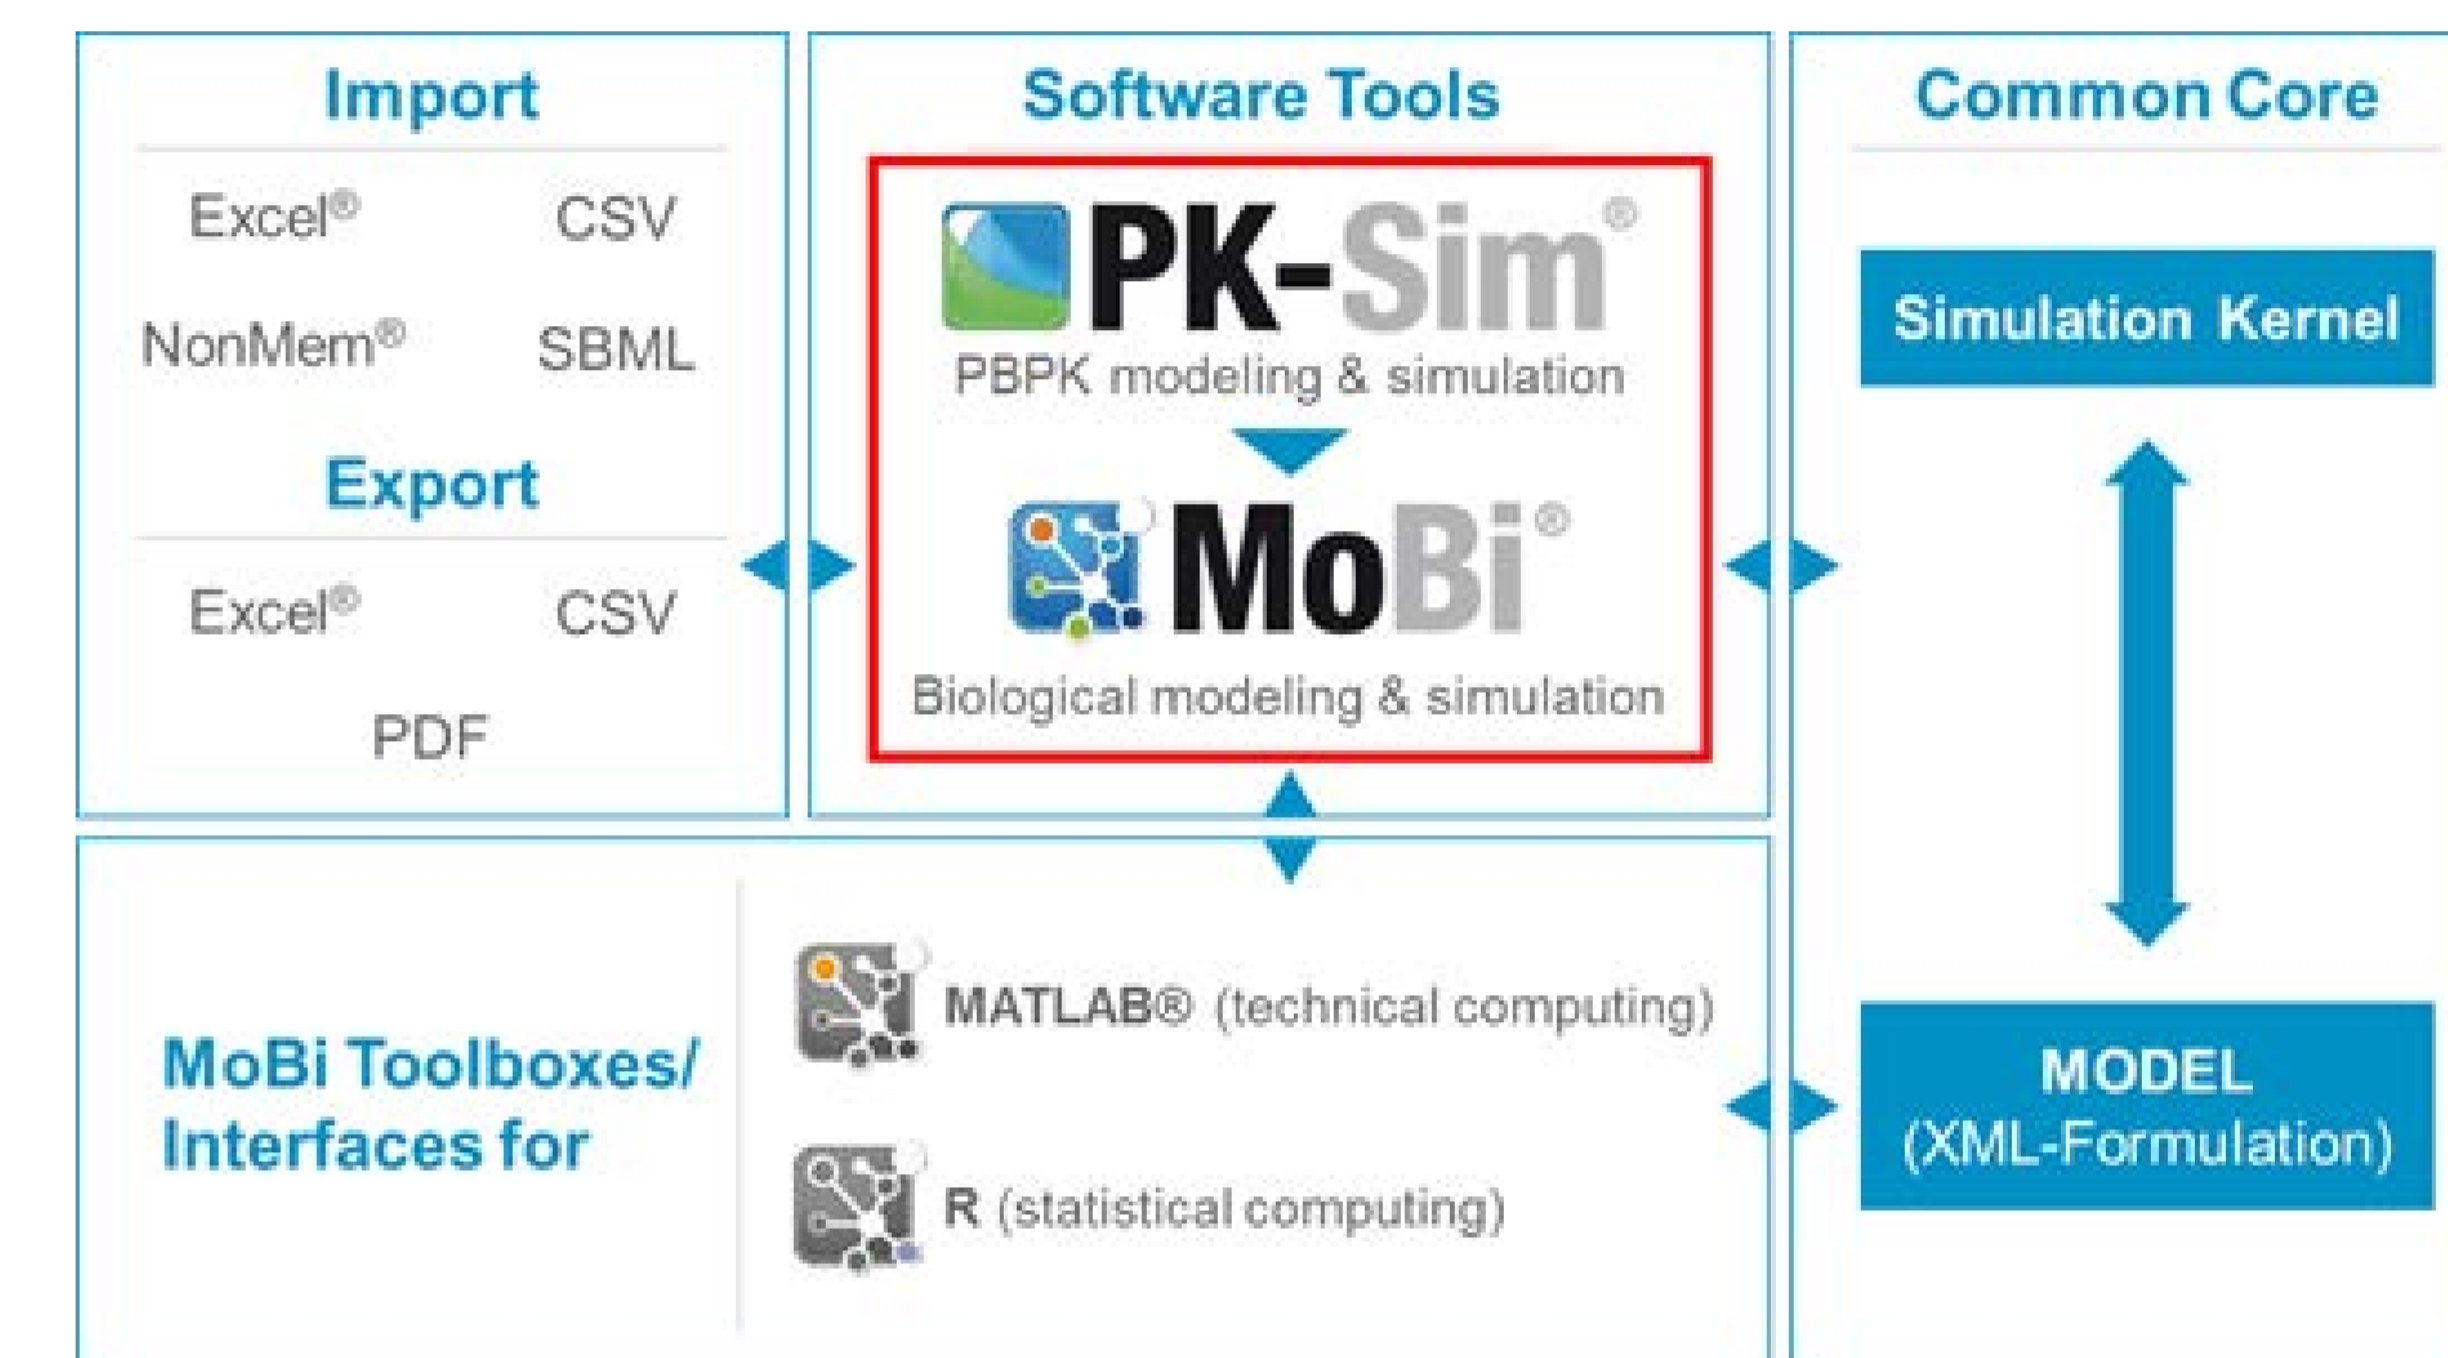 Import
Excel® CSV
NonMem® SBML
Export
Excel® CSV
PDF
Software Tools
PK-Sim®
PBPK modeling & simulation
MoBi®
Biological modeling & simulation
Common Core
Simulation Kernel
MODEL
(XML-Formulation)
MoBi Toolboxes/
Interfaces for
MATLAB® (technical computing)
R (statistical computing)